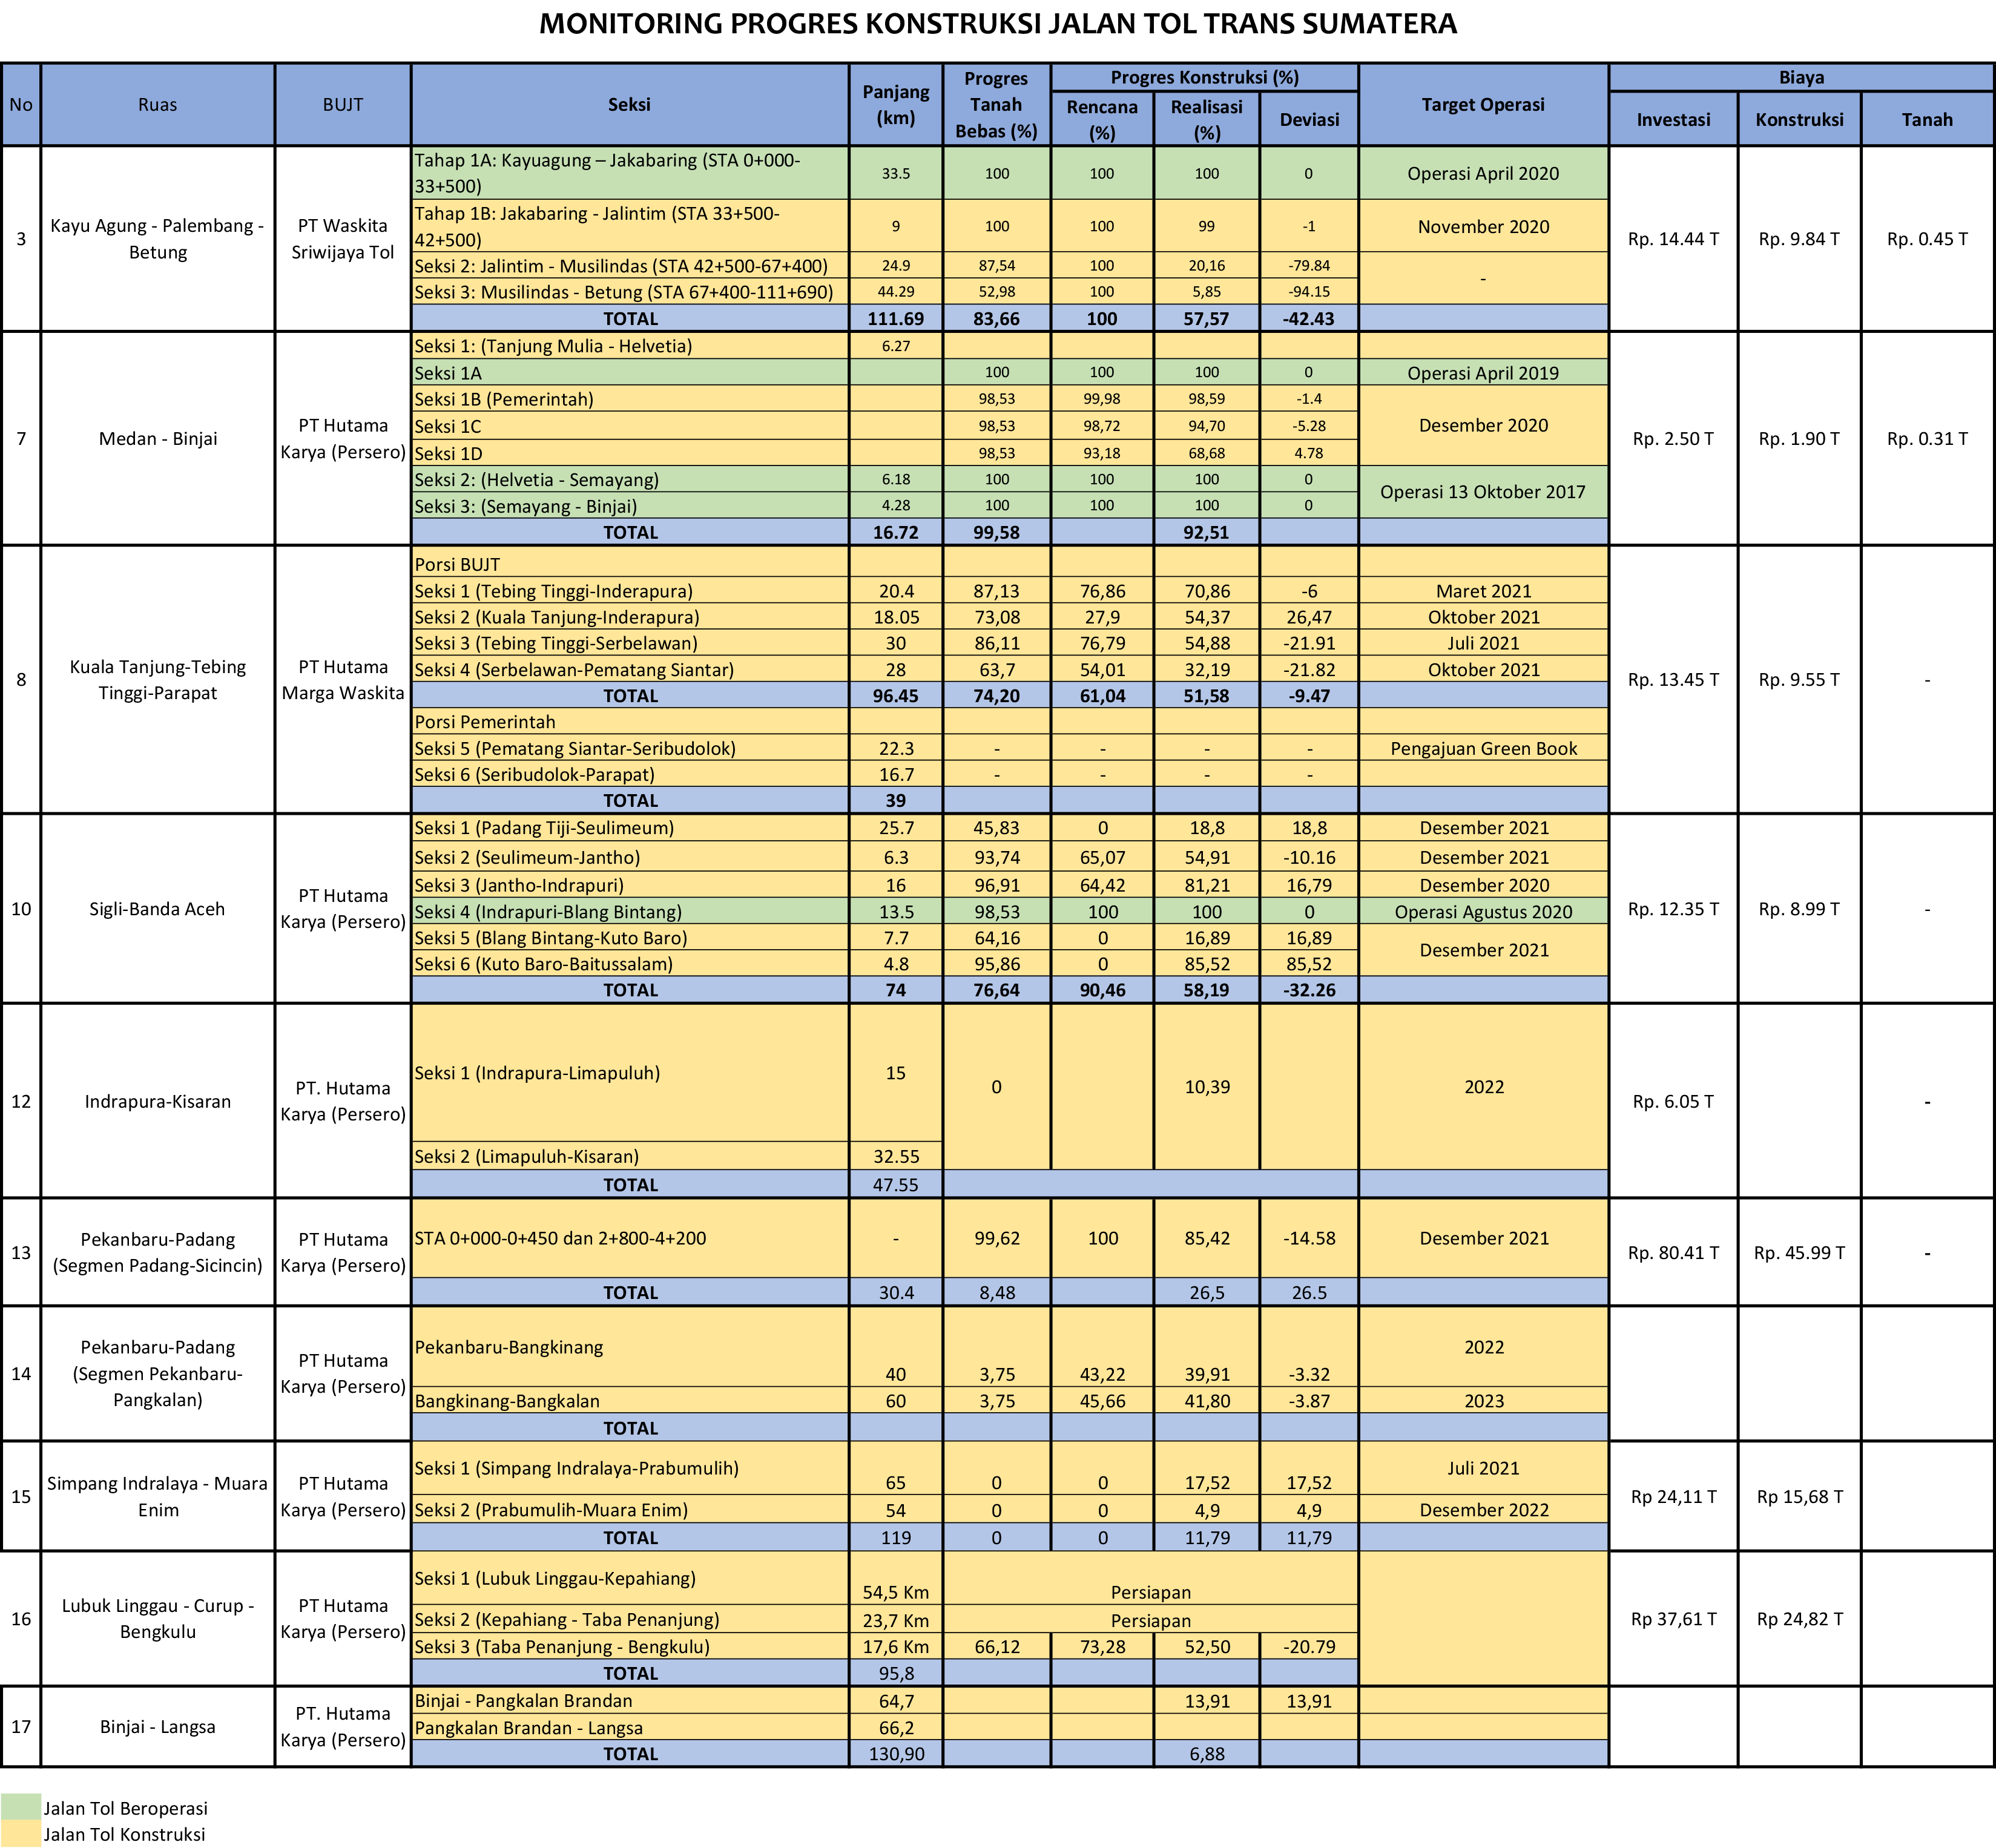 MONITORING PROGRES KONSTRUKSI JALAN TOL TRANS SUMATERA
No Ruas BUJT Seksi Panjang (km) Progres Tanah Bebas (%) Progres Konstruksi (%) Target Operasi Biaya
Rencana (%) Realisasi (%) Deviasi Investasi Konstruksi Tanah
3 Kayu Agung - Palembang - Betung PT Waskita Sriwijaya Tol Rp. 14.44 T Rp. 9.84 T Rp. 0.45 T
Tahap 1A: Kayuagung – Jakabaring (STA 0+000-33+500) 33.5 100 100 100 0 Operasi April 2020
Tahap 1B: Jakabaring - Jalintim (STA 33+500-42+500) 9 100 100 99 -1 November 2020
Seksi 2: Jalintim - Musilindas (STA 42+500-67+400) 24.9 87,54 100 20,16 -79.84 -
Seksi 3: Musilindas - Betung (STA 67+400-111+690) 44.29 52,98 100 5,85 -94.15
TOTAL 111.69 83,66 100 57,57 -42.43
7 Medan - Binjai PT Hutama Karya (Persero) Rp. 2.50 T Rp. 1.90 T Rp. 0.31 T
Seksi 1: (Tanjung Mulia - Helvetia) 6.27
Seksi 1A 100 100 100 0 Operasi April 2019
Seksi 1B (Pemerintah) 98,53 99,98 98,59 -1.4
Seksi 1C 98,53 98,72 94,70 -5.28 Desember 2020
Seksi 1D 98,53 93,18 68,68 4.78
Seksi 2: (Helvetia - Semayang) 6.18 100 100 100 0 Operasi 13 Oktober 2017
Seksi 3: (Semayang - Binjai) 4.28 100 100 100 0
TOTAL 16.72 99,58 92,51
8 Kuala Tanjung-Tebing Tinggi-Parapat PT Hutama Marga Waskita Rp. 13.45 T Rp. 9.55 T -
Porsi BUJT
Seksi 1 (Tebing Tinggi-Inderapura) 20.4 87,13 76,86 70,86 -6 Maret 2021
Seksi 2 (Kuala Tanjung-Inderapura) 18.05 73,08 27,9 54,37 26,47 Oktober 2021
Seksi 3 (Tebing Tinggi-Serbelawan) 30 86,11 76,79 54,88 -21.91 Juli 2021
Seksi 4 (Serbelawan-Pematang Siantar) 28 63,7 54,01 32,19 -21.82 Oktober 2021
TOTAL 96.45 74,20 61,04 51,58 -9.47
Porsi Pemerintah
Seksi 5 (Pematang Siantar-Seribudolok) 22.3 - - - - Pengajuan Green Book
Seksi 6 (Seribudolok-Parapat) 16.7 - - - -
TOTAL 39
10 Sigli-Banda Aceh PT Hutama Karya (Persero) Rp. 12.35 T Rp. 8.99 T -
Seksi 1 (Padang Tiji-Seulimeum) 25.7 45,83 0 18,8 18,8 Desember 2021
Seksi 2 (Seulimeum-Jantho) 6.3 93,74 65,07 54,91 -10.16 Desember 2021
Seksi 3 (Jantho-Indrapuri) 16 96,91 64,42 81,21 16,79 Desember 2020
Seksi 4 (Indrapuri-Blang Bintang) 13.5 98,53 100 100 0 Operasi Agustus 2020
Seksi 5 (Blang Bintang-Kuto Baro) 7.7 64,16 0 16,89 16,89 Desember 2021
Seksi 6 (Kuto Baro-Baitussalam) 4.8 95,86 0 85,52 85,52
TOTAL 74 76,64 90,46 58,19 -32.26
12 Indrapura-Kisaran PT. Hutama Karya (Persero) Rp. 6.05 T -
Seksi 1 (Indrapura-Limapuluh) 15 0 10,39 2022
Seksi 2 (Limapuluh-Kisaran) 32.55
TOTAL 47.55
13 Pekanbaru-Padang (Segmen Padang-Sicincin) PT Hutama Karya (Persero) Rp. 80.41 T Rp. 45.99 T -
STA 0+000-0+450 dan 2+800-4+200 - 99,62 100 85,42 -14.58 Desember 2021
TOTAL 30.4 8,48 26,5 26.5
14 Pekanbaru-Padang (Segmen Pekanbaru-Pangkalan) PT Hutama Karya (Persero)
Pekanbaru-Bangkinang 40 3,75 43,22 39,91 -3.32 2022
Bangkinang-Bangkalan 60 3,75 45,66 41,80 -3.87 2023
TOTAL
15 Simpang Indralaya - Muara Enim PT Hutama Karya (Persero) Rp 24,11 T Rp 15,68 T
Seksi 1 (Simpang Indralaya-Prabumulih) 65 0 0 17,52 17,52 Juli 2021
Seksi 2 (Prabumulih-Muara Enim) 54 0 0 4,9 4,9 Desember 2022
TOTAL 119 0 0 11,79 11,79
16 Lubuk Linggau - Curup - Bengkulu PT Hutama Karya (Persero) Rp 37,61 T Rp 24,82 T
Seksi 1 (Lubuk Linggau-Kepahiang) 54,5 Km Persiapan
Seksi 2 (Kepahiang - Taba Penanjung) 23,7 Km Persiapan
Seksi 3 (Taba Penanjung - Bengkulu) 17,6 Km 66,12 73,28 52,50 -20.79
TOTAL 95,8
17 Binjai - Langsa PT. Hutama Karya (Persero)
Binjai - Pangkalan Brandan 64,7 13,91 13,91
Pangkalan Brandan - Langsa 66,2
TOTAL 130,90 6,88
Jalan Tol Beroperasi
Jalan Tol Konstruksi